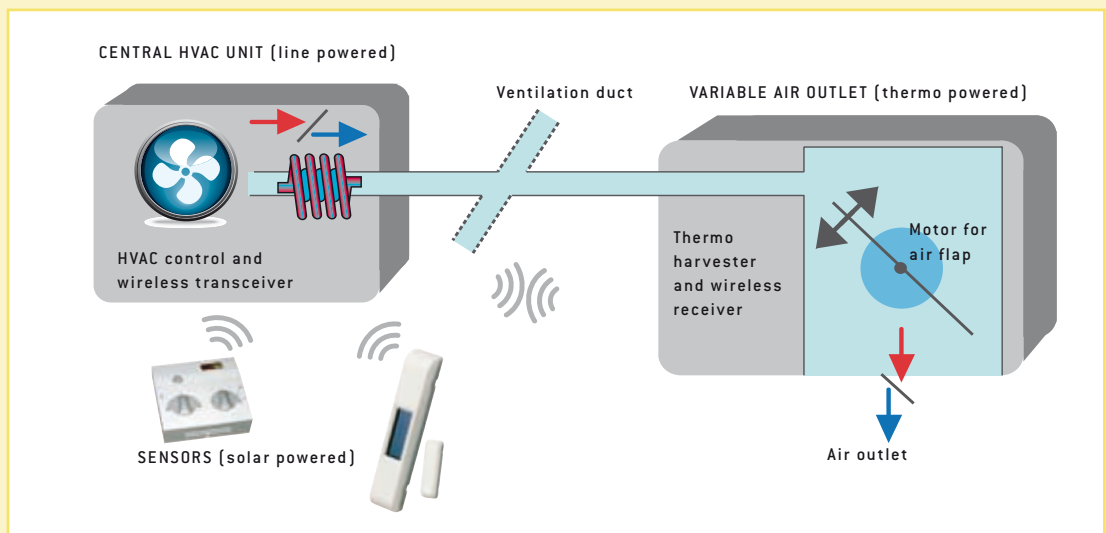 CENTRAL HVAC UNIT (line powered)
Ventilation duct
VARIABLE AIR OUTLET (thermo powered)
HVAC control and
wireless transceiver
Thermo
harvester
and wireless
receiver
Motor for
air flap
SENSORS (solar powered)
Air outlet